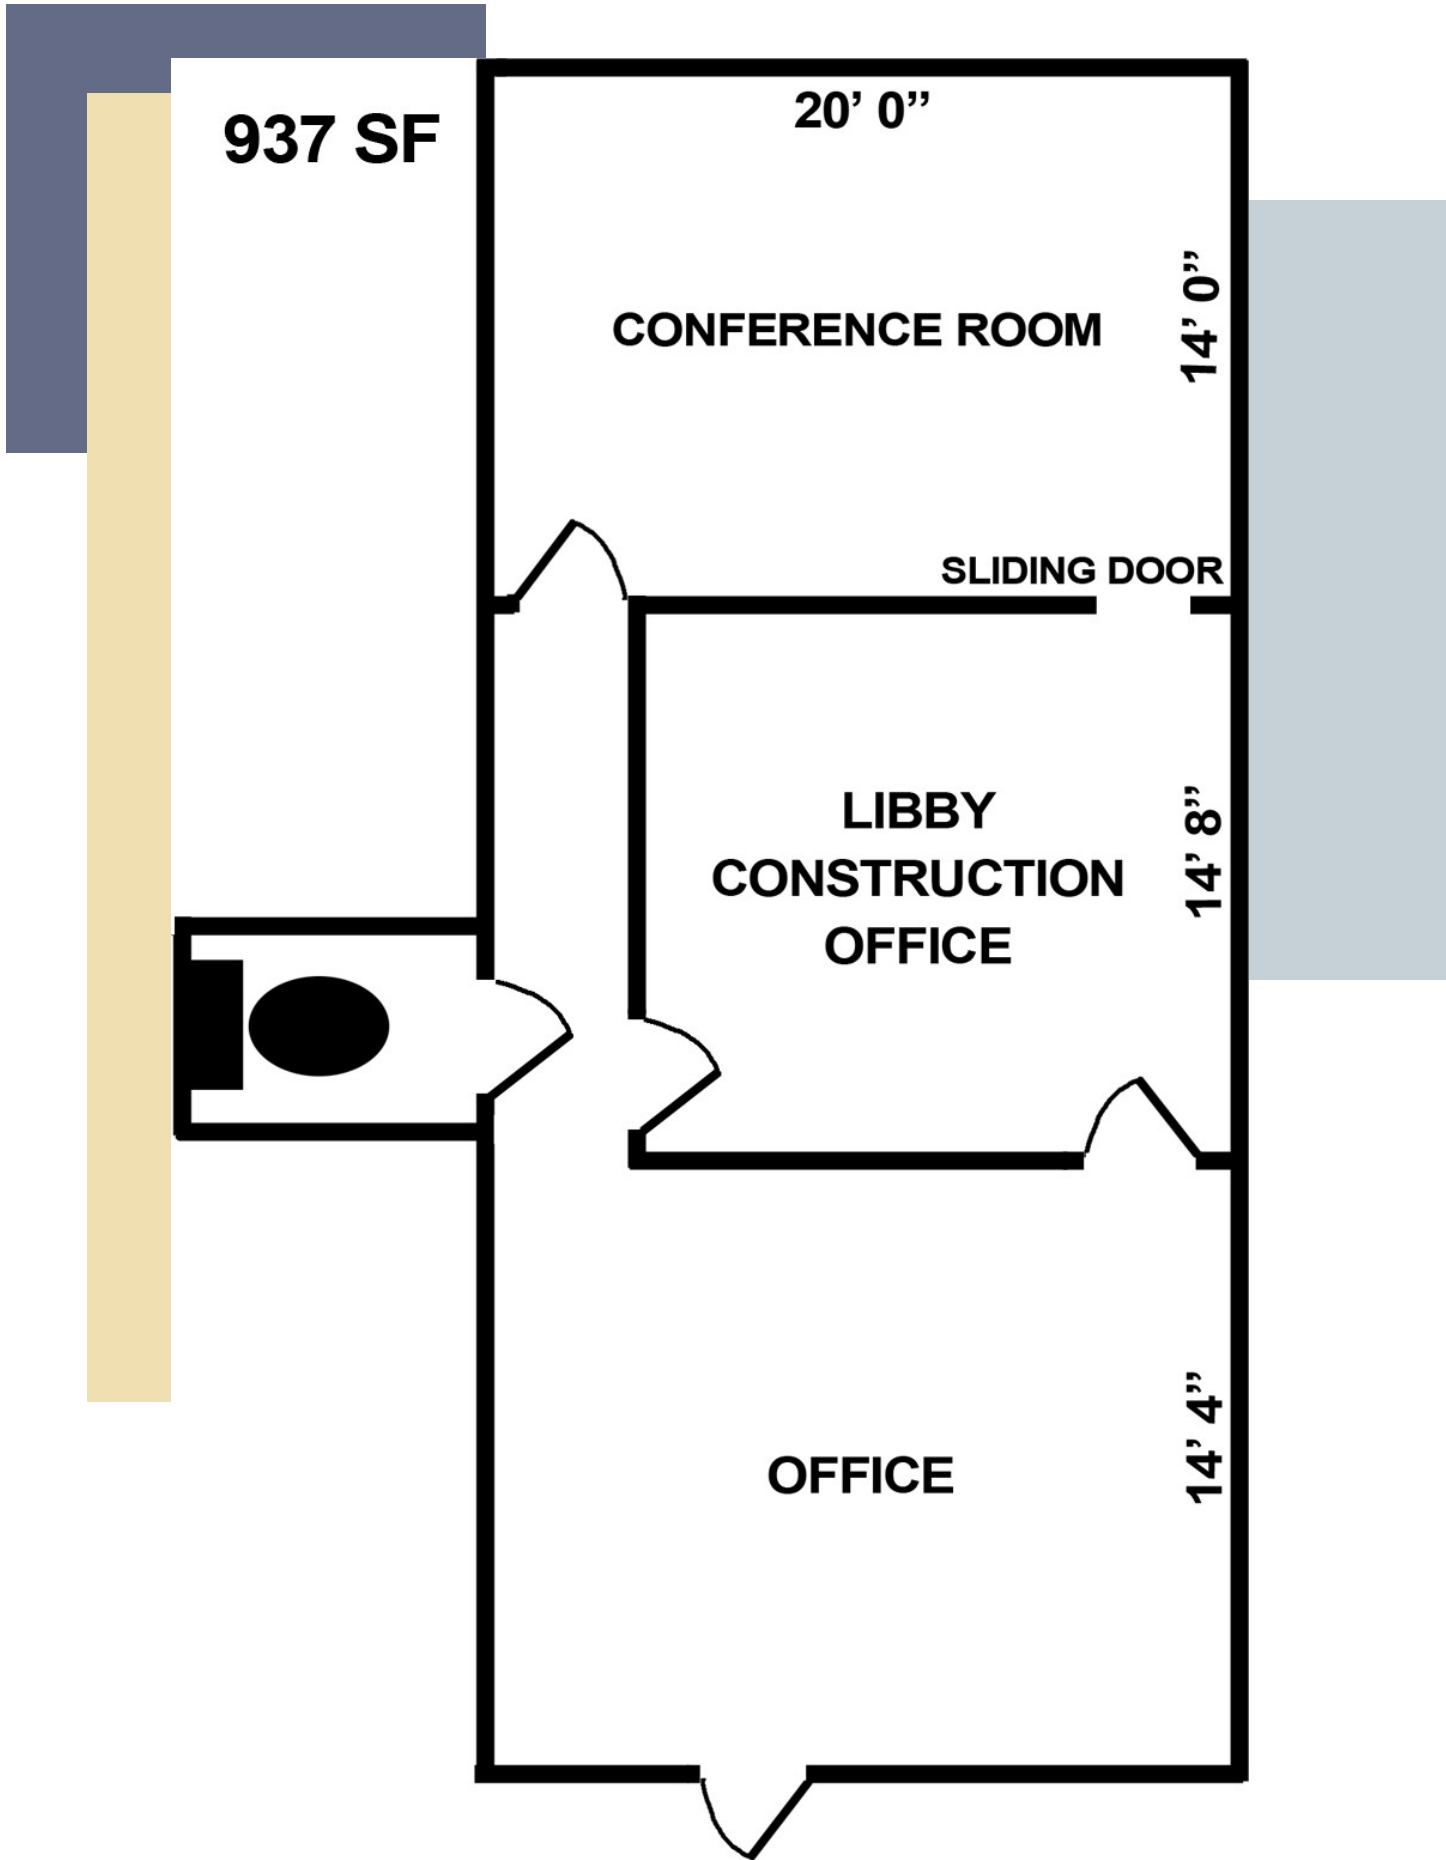 937 SF
20’ 0”
14’ 0”
CONFERENCE ROOM
SLIDING DOOR
LIBBY
CONSTRUCTION
OFFICE
14’ 8”
14’ 4”
OFFICE